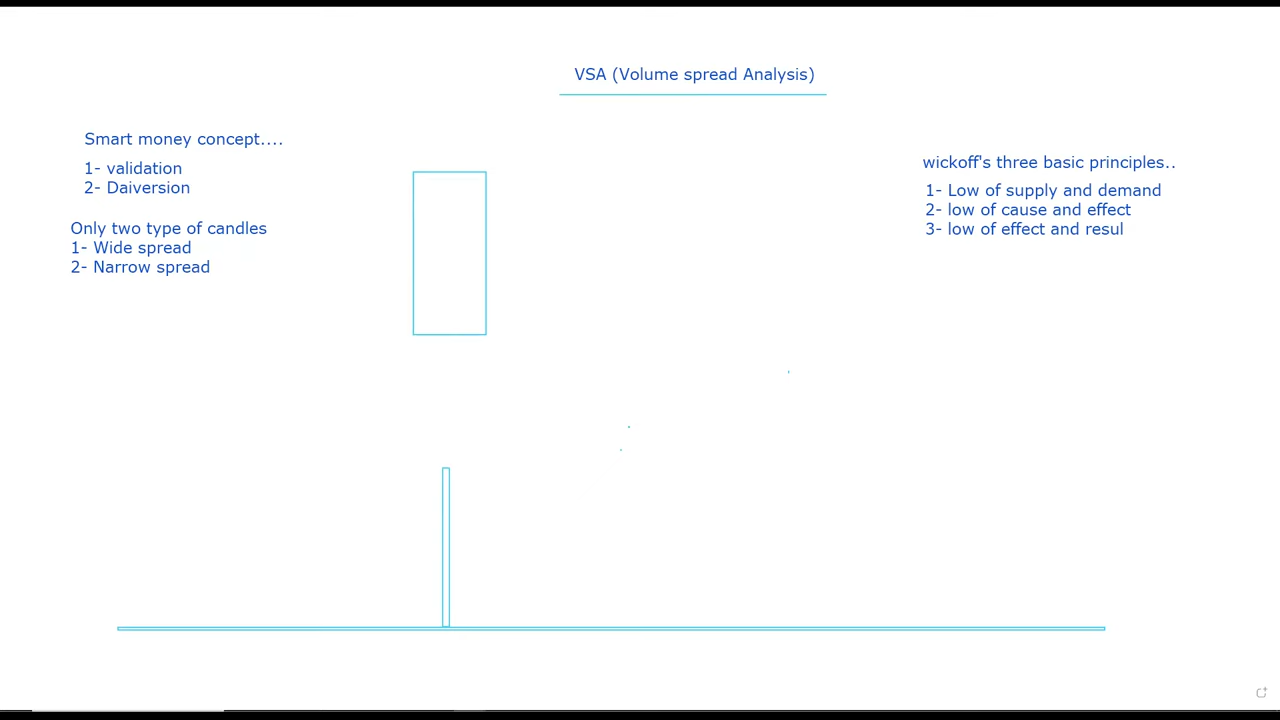 VSA (Volume spread Analysis)
Smart money concept....
1- validation
2- Daiversion
Only two type of candles
1- Wide spread
2- Narrow spread
wickoff's three basic principles..
1- Low of supply and demand
2- low of cause and effect
3- low of effect and resul